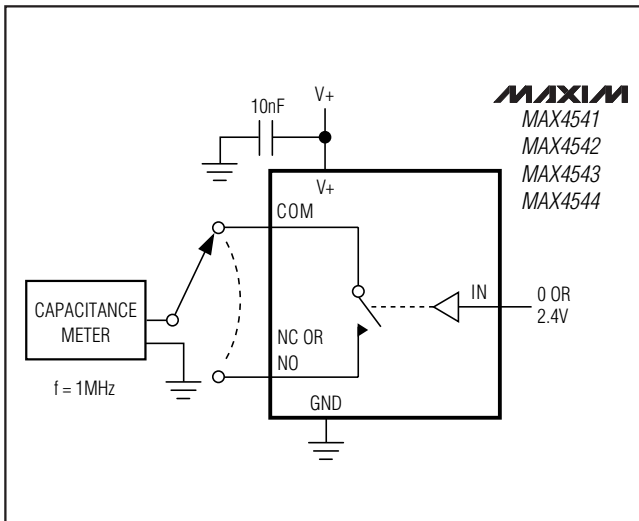 MAXIM
MAX4541
MAX4542
MAX4543
MAX4544
V+
10nF
V+
COM
IN
0 OR
2.4V
CAPACITANCE
METER
f = 1MHz
NC OR
NO
GND